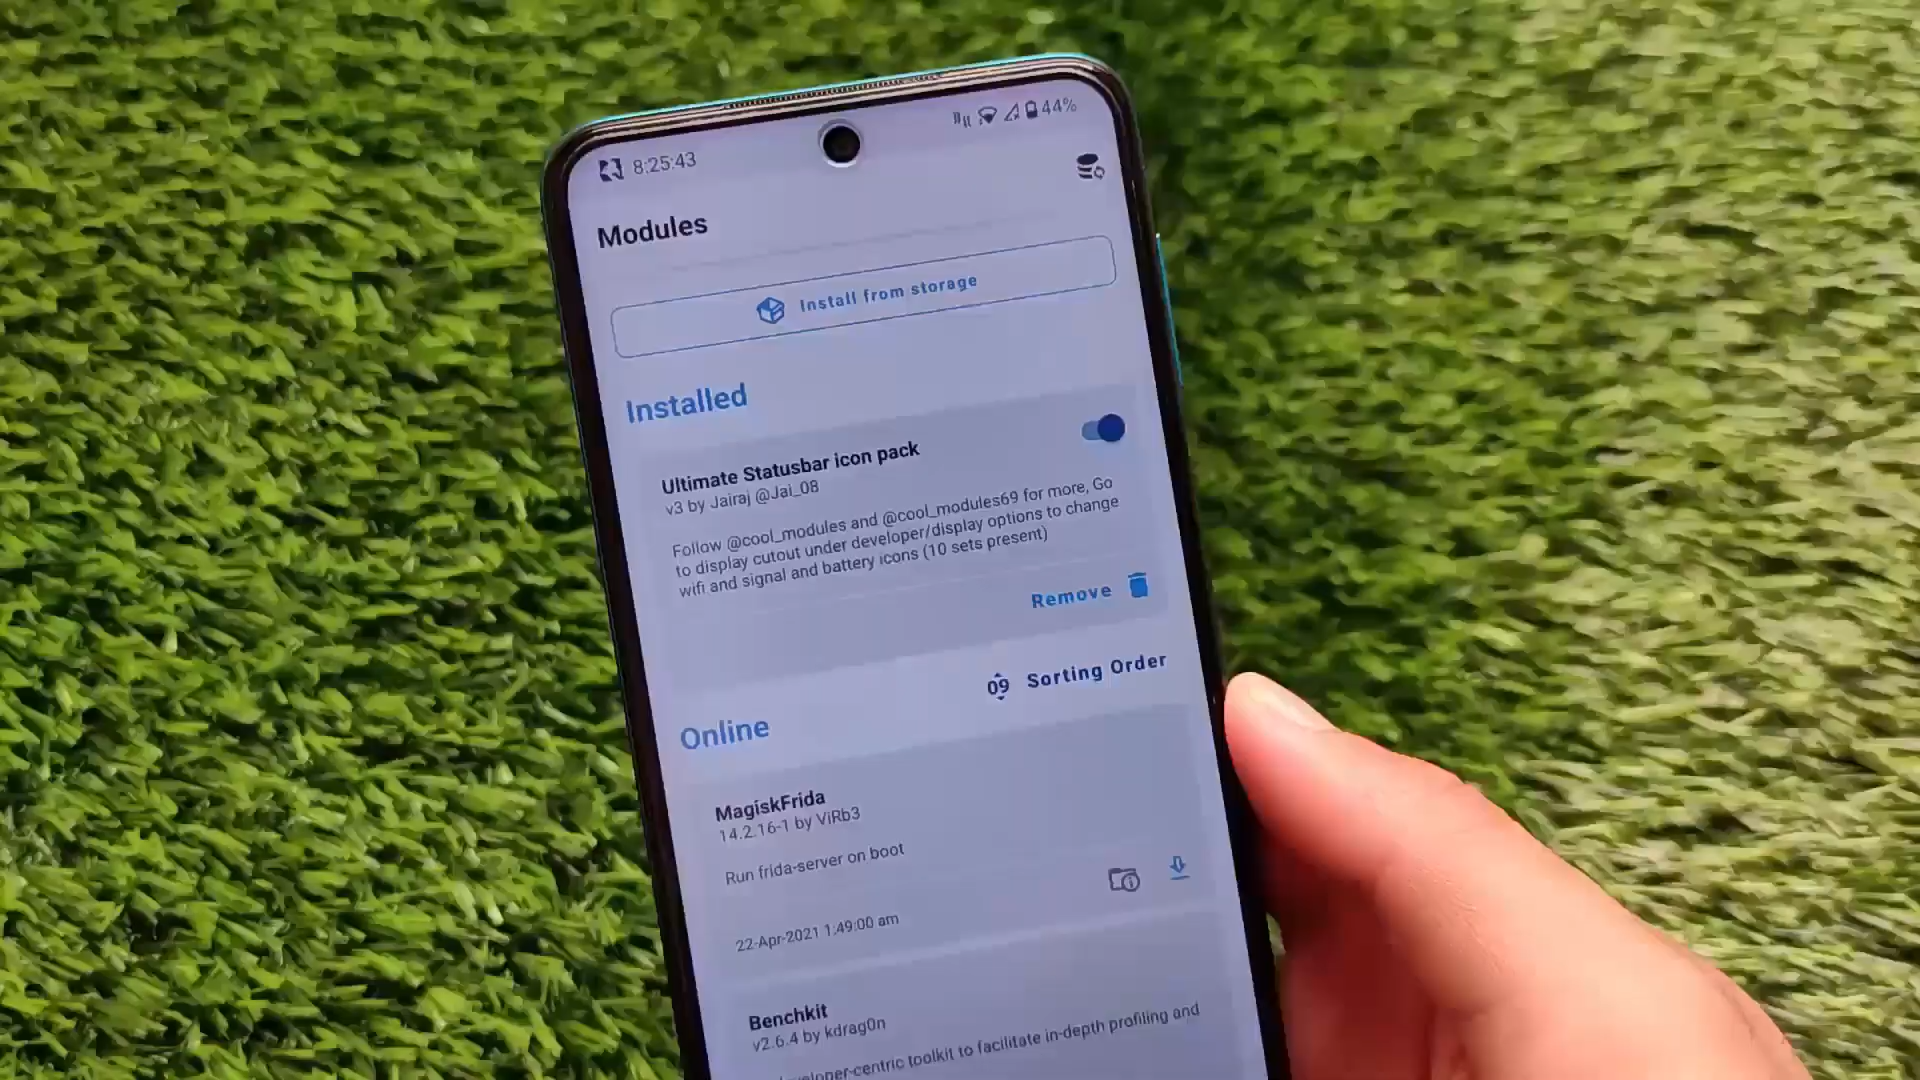 8:25:43
44%
Modules
Install from storage
Installed
Ultimate Statusbar icon pack
v3 by Jairaj @Jai_08
Follow @cool_modules and @cool_modules69 for more, Go
to display cutout under developer/display options to change
wifi and signal and battery icons (10 sets present)
Remove
Sorting Order
Online
MagiskFrida
14.2.16-1 by ViRb3
Run frida-server on boot
22-Apr-2021 1:49:00 am
Benchkit
v2.6.4 by kdrag0n
toolkit to facilitate in-depth profiling and